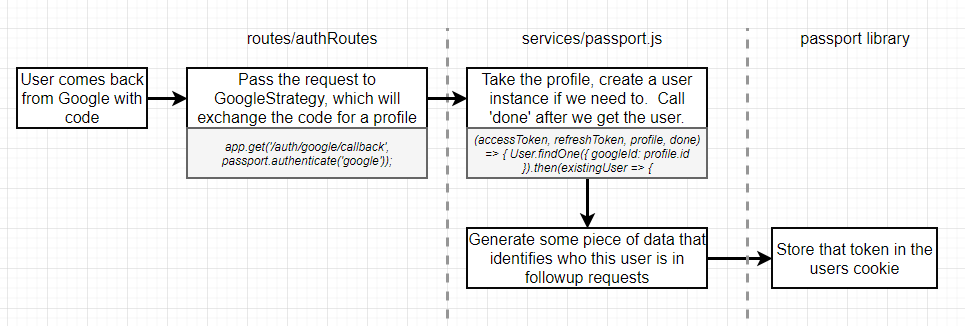 routes/authRoutes
services/passport.js
passport library
User comes back
from Google with
code
Pass the request to
GoogleStrategy, which will
exchange the code for a profile
app.get('/auth/google/callback',
passport.authenticate('google'));
Take the profile, create a user
instance if we need to. Call
'done' after we get the user.
(accessToken, refreshToken, profile, done)
=> { User.findOne({ googleId: profile.id
}).then(existingUser => {
Generate some piece of data that
identifies who this user is in
followup requests
Store that token in the
users cookie